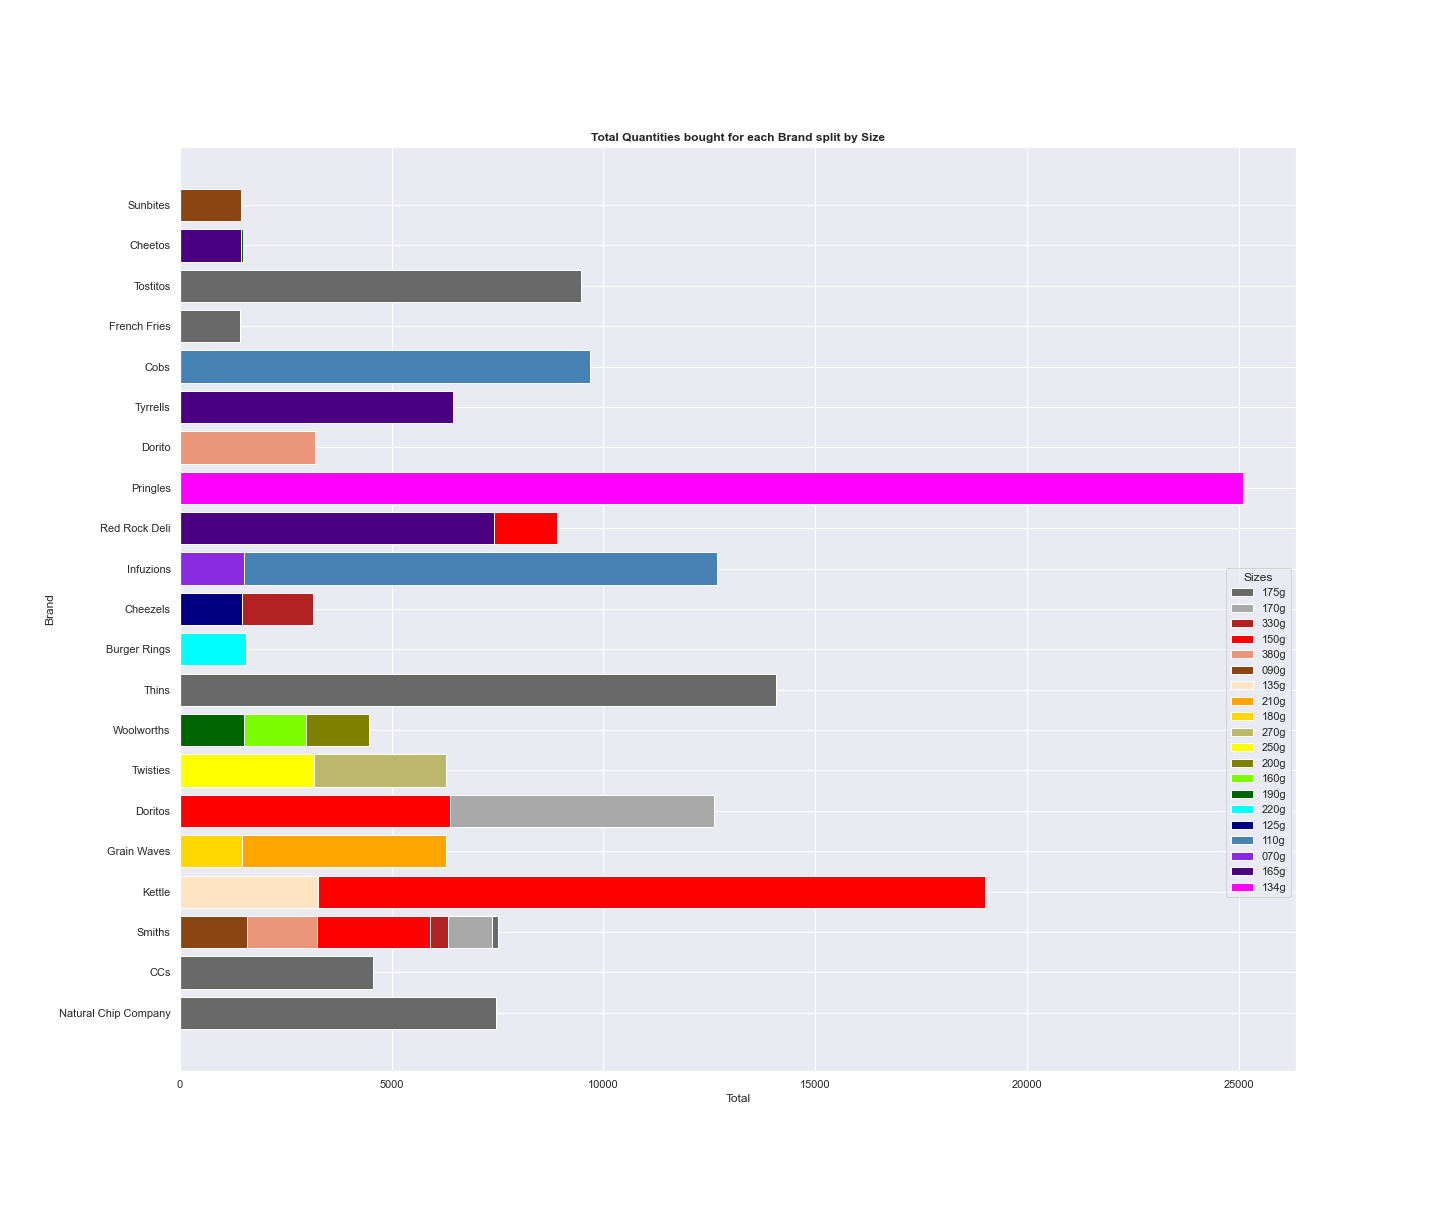 Total Quantities bought for each Brand split by Size
Brand
Sunbites
Cheetos
Tostitos
French Fries
Cobs
Tyrrells
Dorito
Pringles
Red Rock Deli
Infuzions
Cheezels
Burger Rings
Thins
Woolworths
Twisties
Doritos
Grain Waves
Kettle
Smiths
CCs
Natural Chip Company
0 5000 10000 15000 20000 25000
Total
Sizes
175g
170g
330g
150g
380g
090g
135g
210g
180g
270g
250g
200g
160g
190g
220g
125g
110g
070g
165g
134g